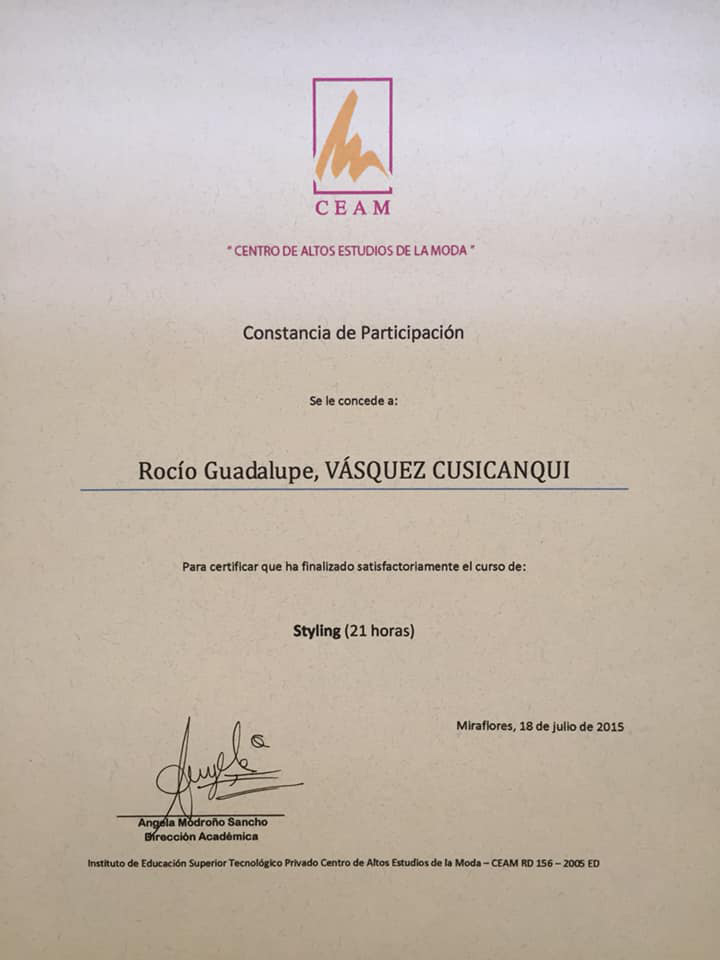 CEAM
" CENTRO DE ALTOS ESTUDIOS DE LA MODA "
Constancia de Participación
Se le concede a:
Rocío Guadalupe, VÁSQUEZ CUSICANQUI
Para certificar que ha finalizado satisfactoriamente el curso de:
Styling (21 horas)
Miraflores, 18 de julio de 2015
Angela
Angela Modroño Sancho
Dirección Académica
Instituto de Educación Superior Tecnológico Privado Centro de Altos Estudios de la Moda – CEAM RD 156 – 2005 ED